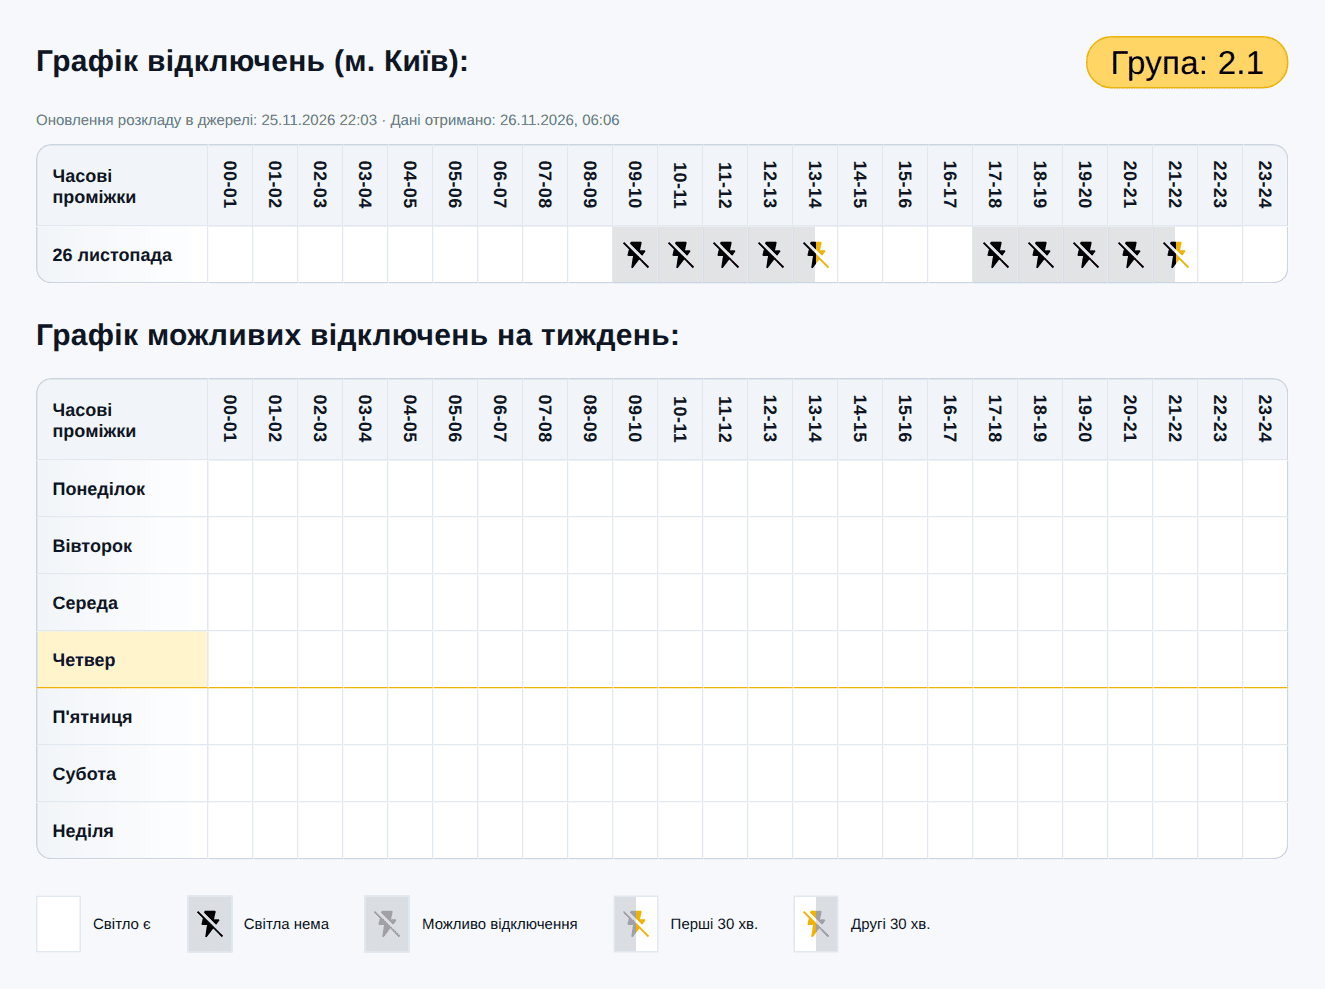 Графік відключень (м. Київ):
Група: 2.1
Оновлення розкладу в джерелі: 25.11.2026 22:03 · Дані отримано: 26.11.2026, 06:06
Часові проміжки 00-01 01-02 02-03 03-04 04-05 05-06 06-07 07-08 08-09 09-10 10-11 11-12 12-13 13-14 14-15 15-16 16-17 17-18 18-19 19-20 20-21 21-22 22-23 23-24
26 листопада
Графік можливих відключень на тиждень:
Часові проміжки 00-01 01-02 02-03 03-04 04-05 05-06 06-07 07-08 08-09 09-10 10-11 11-12 12-13 13-14 14-15 15-16 16-17 17-18 18-19 19-20 20-21 21-22 22-23 23-24
Понеділок
Вівторок
Середа
Четвер
П'ятниця
Субота
Неділя
Світло є Світла нема Можливо відключення Перші 30 хв. Другі 30 хв.